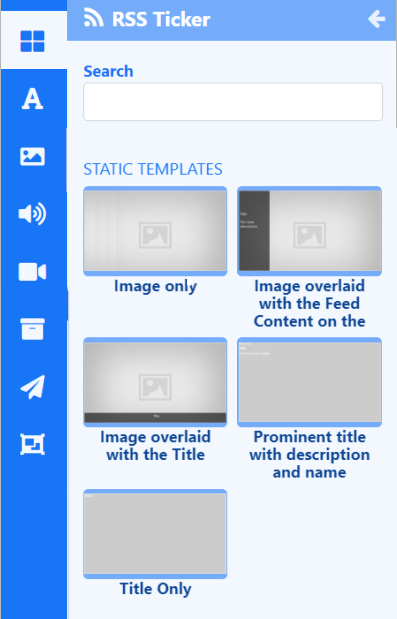 RSS Ticker
Search
STATIC TEMPLATES
Image only
Image overlaid
with the Feed
Content on the
Image overlaid
with the Title
Prominent title
with description
and name
Title Only